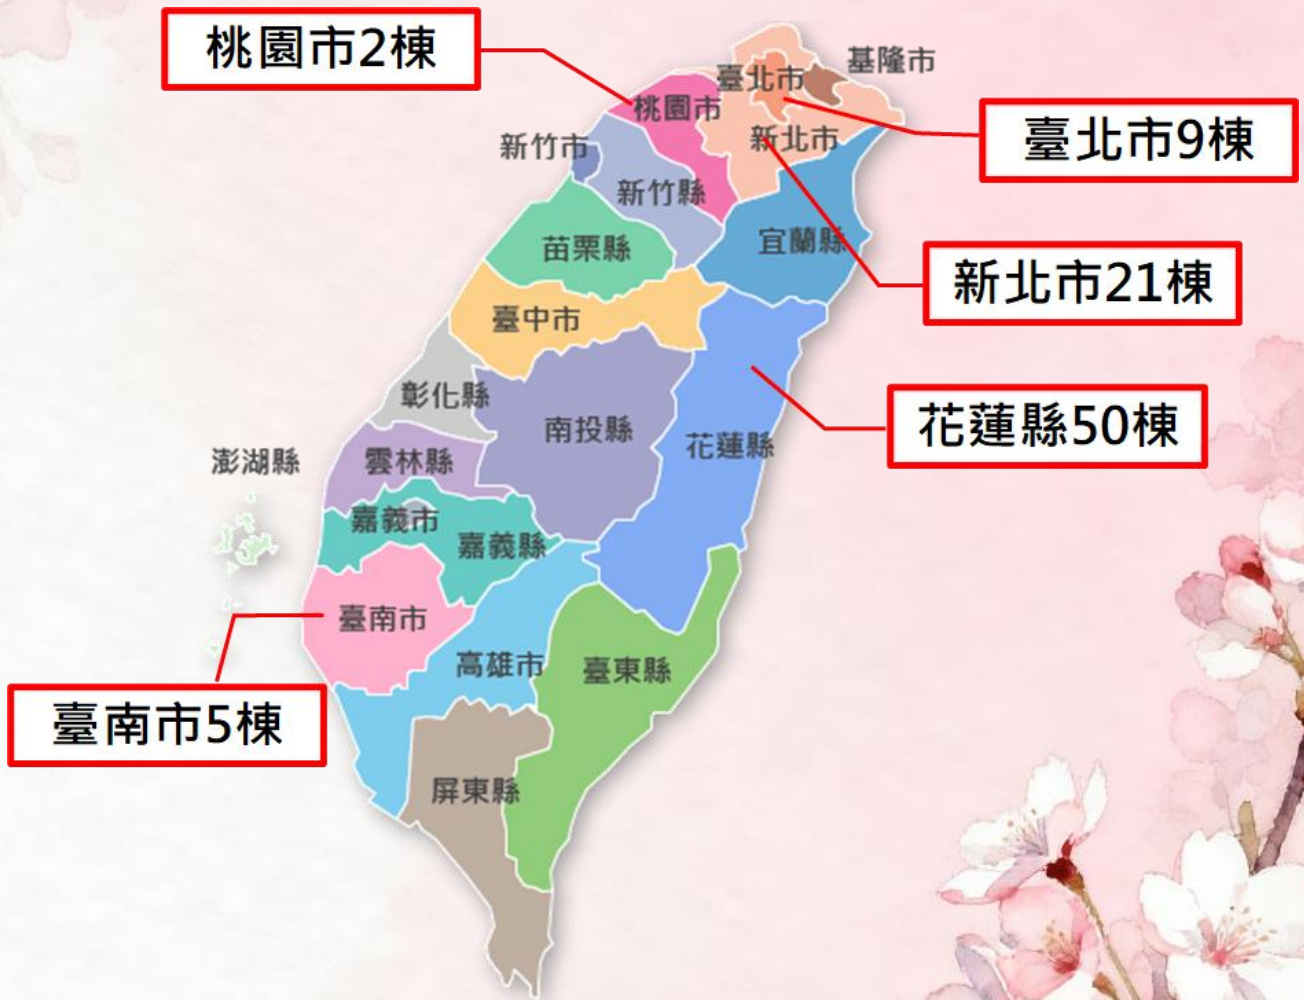 桃園市2棟
基隆市
臺北市
桃園市
臺北市9棟
新北市
新竹市
新竹縣
苗栗縣
宜蘭縣
新北市21棟
臺中市
彰化縣
花蓮縣50棟
南投縣
花蓮縣
澎湖縣
雲林縣
嘉義市
嘉義縣
臺南市
高雄市
臺東縣
臺南市5棟
屏東縣